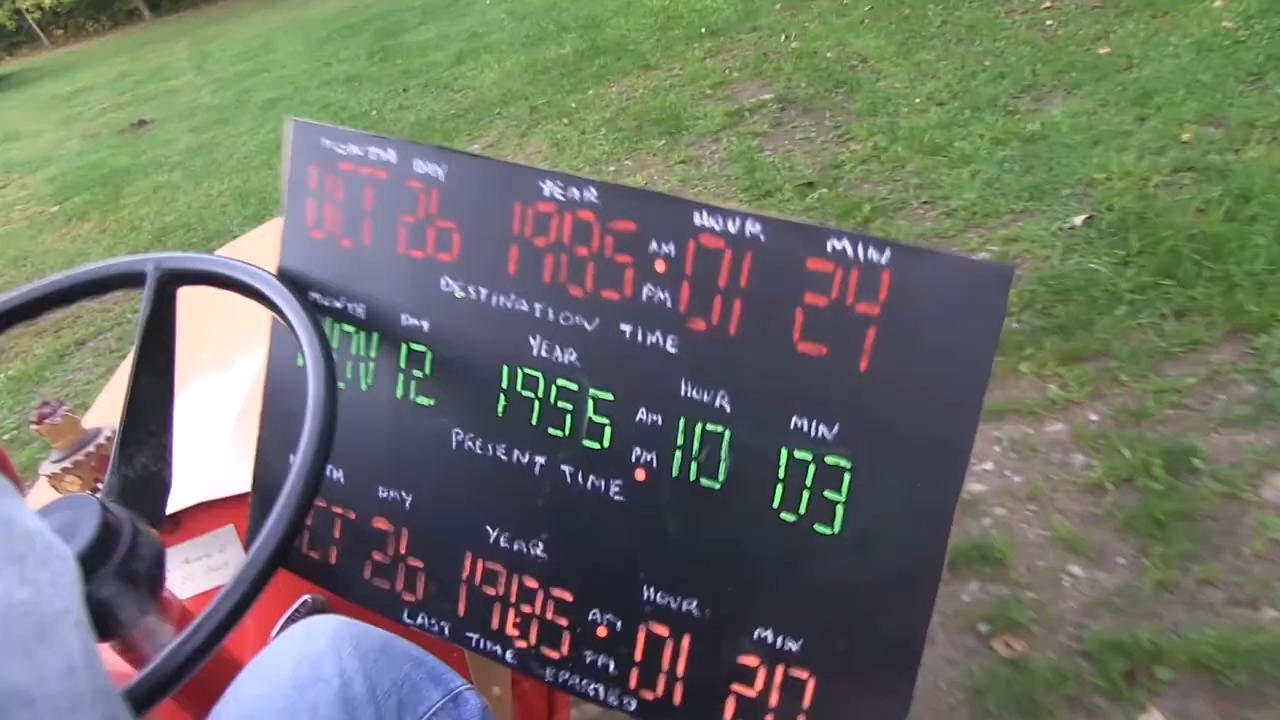 MONTH DAY YEAR HOUR MIN
OCT 26 1985 AM PM 01 24
DESTINATION TIME
MONTH DAY YEAR HOUR MIN
NOV 12 1955 AM PM 10 03
PRESENT TIME
DAY YEAR HOUR MIN
26 1985 AM PM 01 20
LAST TIME